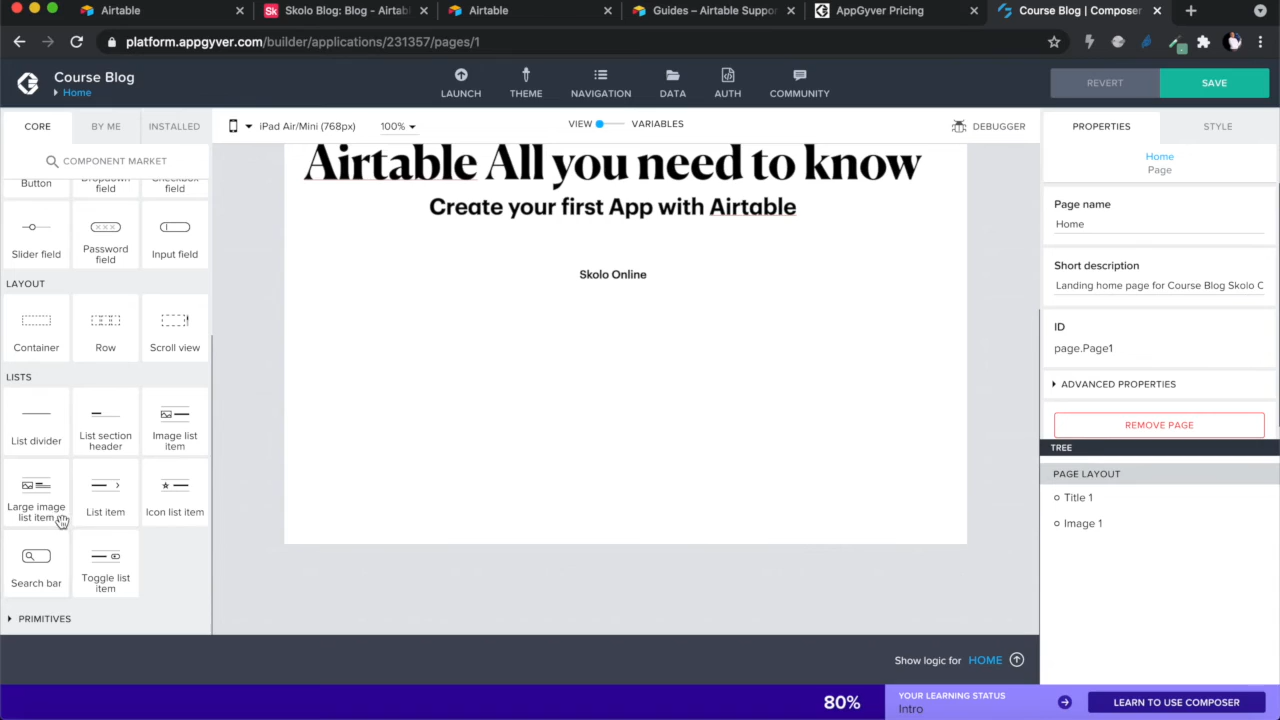 Airtable
Skolo Blog: Blog - Airtabl
Airtable
Guides – Airtable Suppor
AppGyver Pricing
Course Blog | Composer
platform.appgyver.com/builder/applications/231357/pages/1
Course Blog
Home
LAUNCH
THEME
NAVIGATION
DATA
AUTH
COMMUNITY
REVERT
SAVE
CORE
BY ME
INSTALLED
iPad Air/Mini (768px)
100%
VIEW
VARIABLES
DEBUGGER
PROPERTIES
STYLE
COMPONENT MARKET
Home
Page
Button
Dropdown field
Checkbox field
Airtable All you need to know
Create your first App with Airtable
Skolo Online
Page name
Home
Slider field
Password field
Input field
Short description
Landing home page for Course Blog Skolo C
LAYOUT
Container
Row
Scroll view
ID
page.Page1
LISTS
ADVANCED PROPERTIES
List divider
List section header
Image list item
REMOVE PAGE
TREE
PAGE LAYOUT
Title 1
Image 1
Large image list item
List item
Icon list item
Search bar
Toggle list item
PRIMITIVES
Show logic for HOME
80%
YOUR LEARNING STATUS
Intro
LEARN TO USE COMPOSER